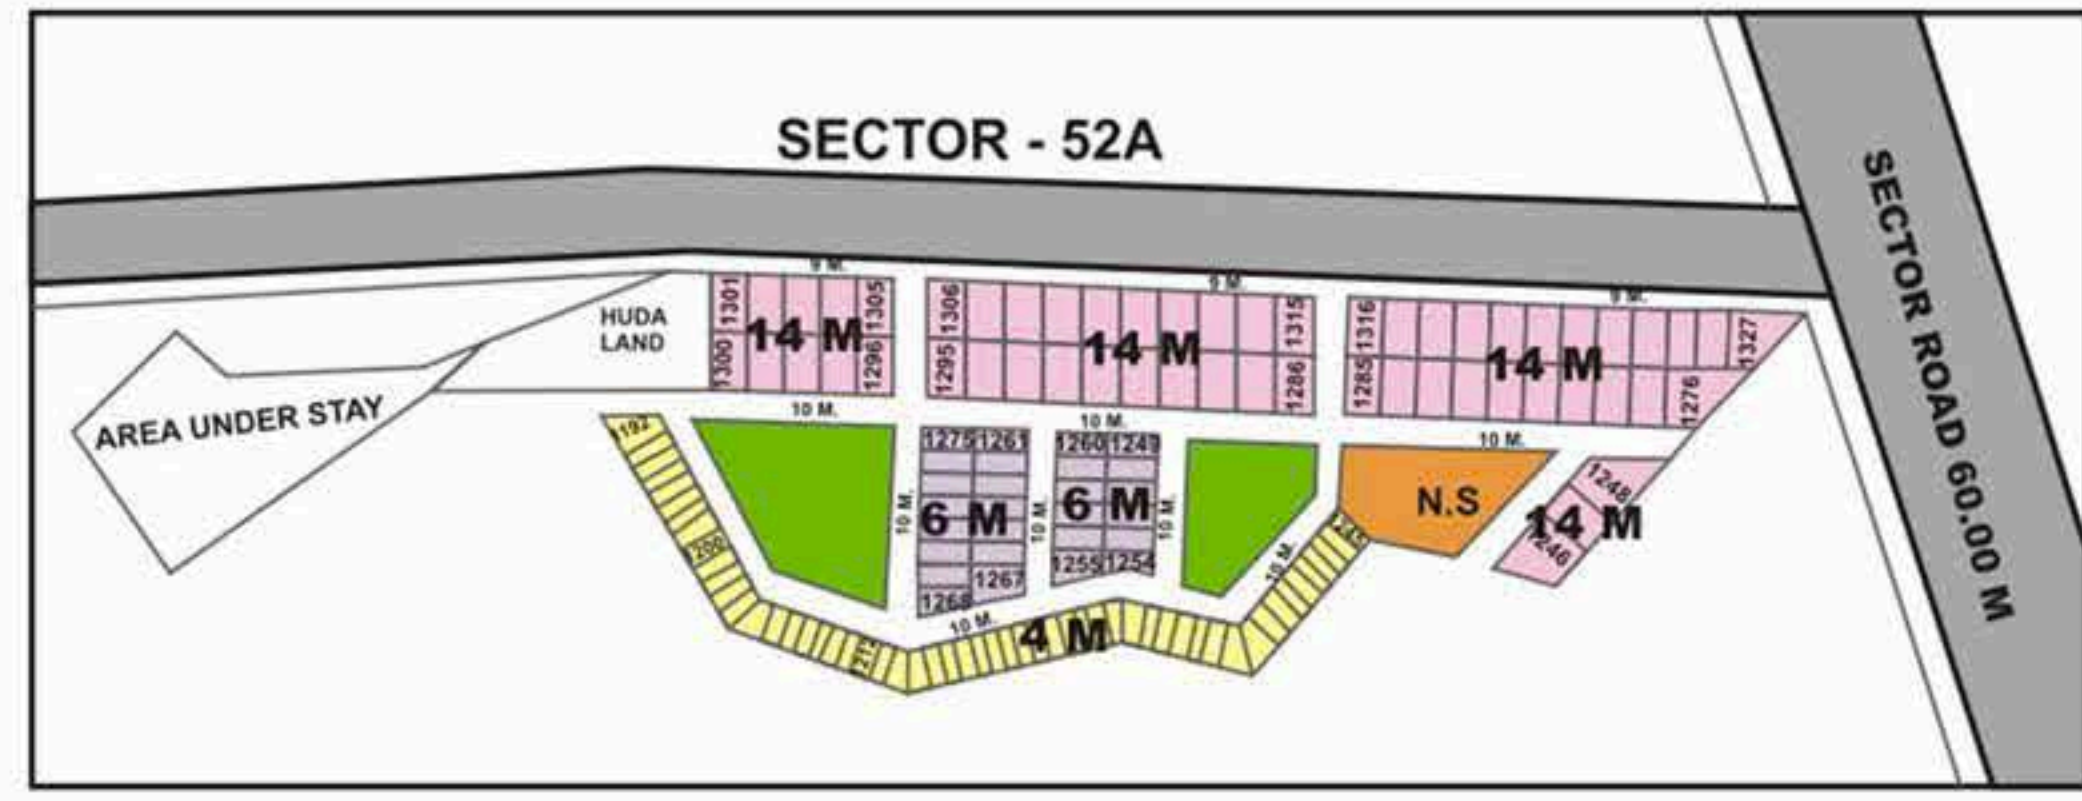 SECTOR - 52A
SECTOR ROAD 60.00 M
9 M.
9 M.
9 M.
HUDA
LAND
1301
1305
1306
1315
1316
1327
14 M
14 M
14 M
1300
1296
1295
1286
1285
1276
AREA UNDER STAY
10 M.
10 M.
10 M.
1192
1275
1261
1260
1249
1248
6 M
6 M
N.S
14 M
10 M.
10 M.
10 M.
10 M.
1200
1245
1246
1255
1254
1267
1268
10 M.
4 M
1212